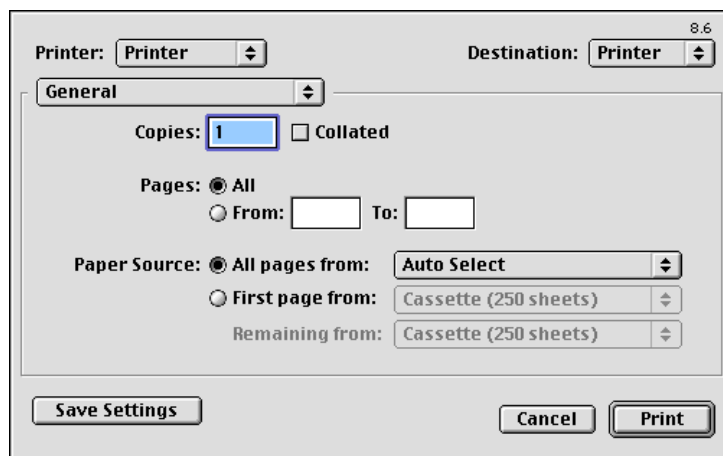 8.6
Printer: Printer Destination: Printer
General
Copies: 1 Collated
Pages: All
From: To:
Paper Source: All pages from: Auto Select
First page from: Cassette (250 sheets)
Remaining from: Cassette (250 sheets)
Save Settings Cancel Print